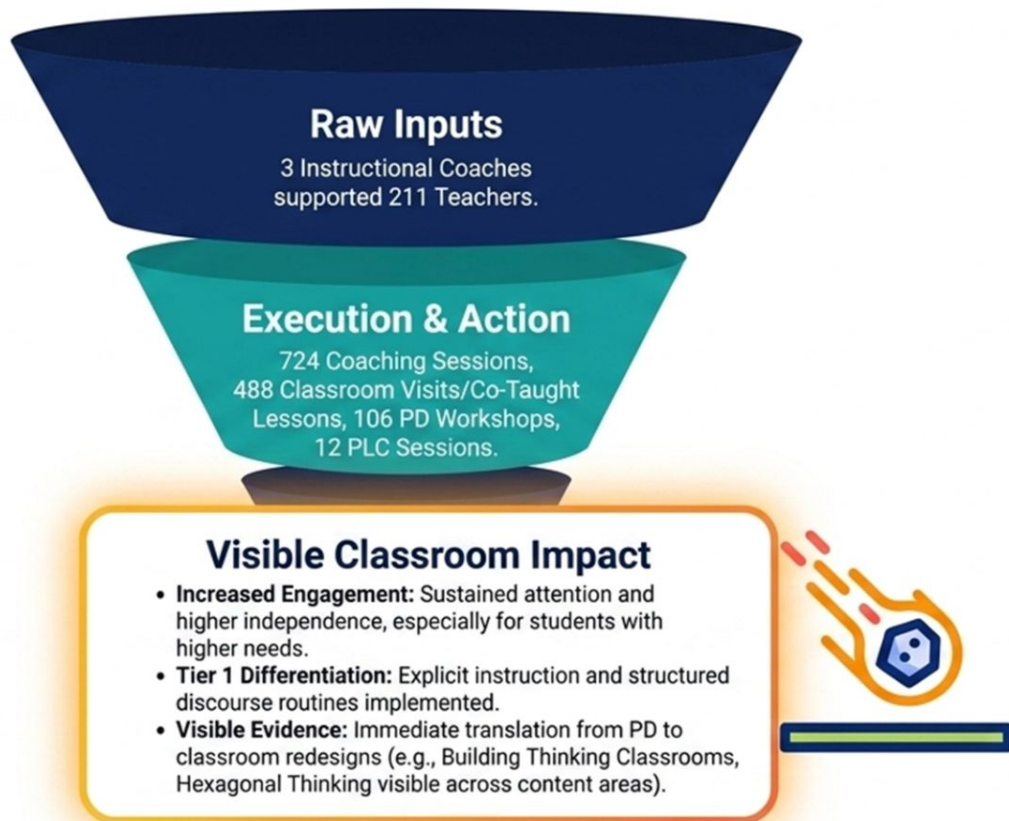 Raw Inputs
3 Instructional Coaches
supported 211 Teachers.
Execution & Action
724 Coaching Sessions,
488 Classroom Visits/Co-Taught
Lessons, 106 PD Workshops,
12 PLC Sessions.
Visible Classroom Impact
• Increased Engagement: Sustained attention and
higher independence, especially for students with
higher needs.
• Tier 1 Differentiation: Explicit instruction and structured
discourse routines implemented.
• Visible Evidence: Immediate translation from PD to
classroom redesigns (e.g., Building Thinking Classrooms,
Hexagonal Thinking visible across content areas).